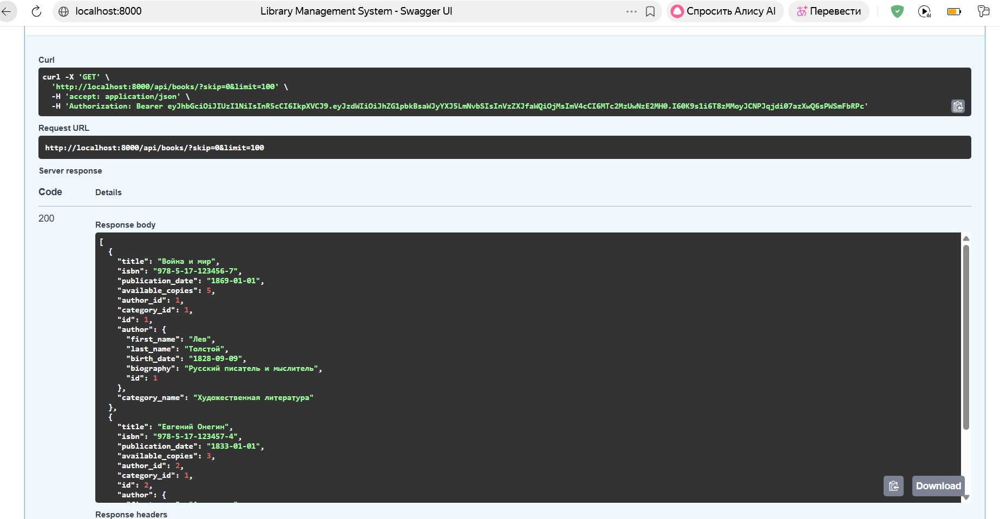 localhost:8000
Library Management System - Swagger UI
Спросить Алису AI
Перевести
Curl
curl -X 'GET' \
'http://localhost:8000/api/books/?skip=0&limit=100' \
-H 'accept: application/json' \
-H 'Authorization: Bearer eyJhbGciOiJIUzI1NiIsInR5cCI6IkpXVCJ9.eyJzdWIiOiJhZG1pbkBsaWJyYXJ5LmNvbSIsInVzZXJfaWQiOjMsImV4cCI6MTc2MzUwNzE2MH0.I60K9s1i6T8zMMoyJCNPJqjdi07azXwQ6sPWSmFbRPc'
Request URL
http://localhost:8000/api/books/?skip=0&limit=100
Server response
Code
Details
200
Response body
[
{
"title": "Война и мир",
"isbn": "978-5-17-123456-7",
"publication_date": "1869-01-01",
"available_copies": 5,
"author_id": 1,
"category_id": 1,
"id": 1,
"author": {
"first_name": "Лев",
"last_name": "Толстой",
"birth_date": "1828-09-09",
"biography": "Русский писатель и мыслитель",
"id": 1
},
"category_name": "Художественная литература"
},
{
"title": "Евгений Онегин",
"isbn": "978-5-17-123457-4",
"publication_date": "1833-01-01",
"available_copies": 3,
"author_id": 2,
"category_id": 1,
"id": 2,
"author": {
Download
Response headers